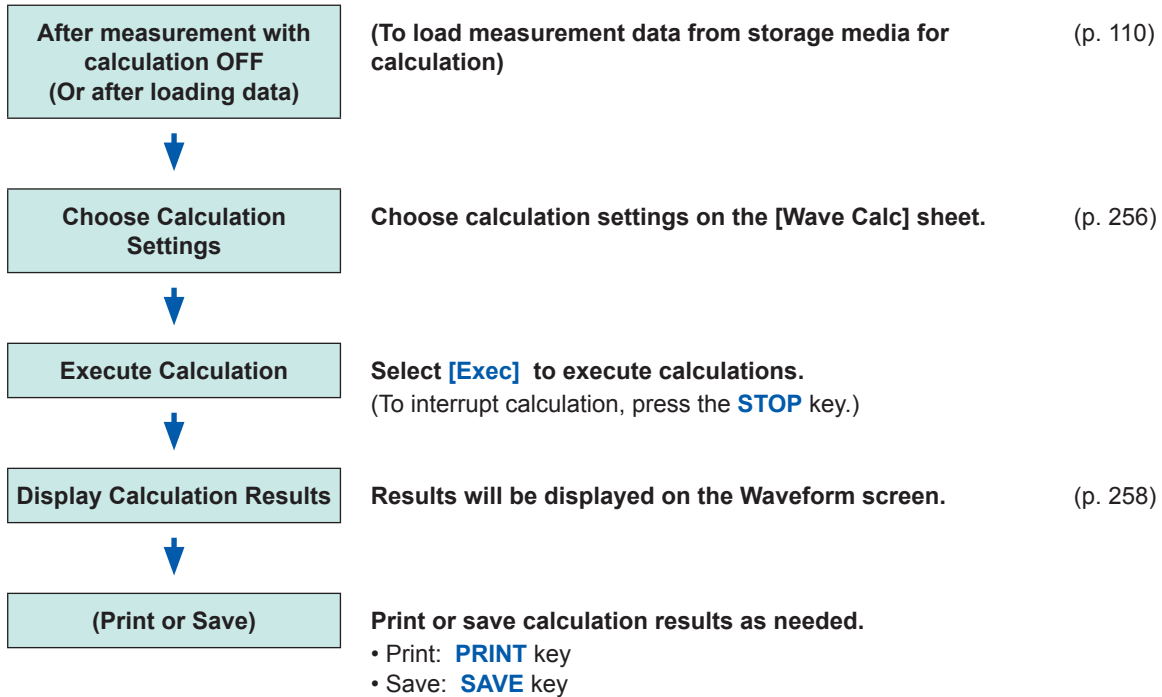 After measurement with
calculation OFF
(Or after loading data)
(To load measurement data from storage media for
calculation)
(p. 110)
Choose Calculation
Settings
Choose calculation settings on the [Wave Calc] sheet.
(p. 256)
Execute Calculation
Select [Exec] to execute calculations.
(To interrupt calculation, press the STOP key.)
Display Calculation Results
Results will be displayed on the Waveform screen.
(p. 258)
(Print or Save)
Print or save calculation results as needed.
• Print: PRINT key
• Save: SAVE key